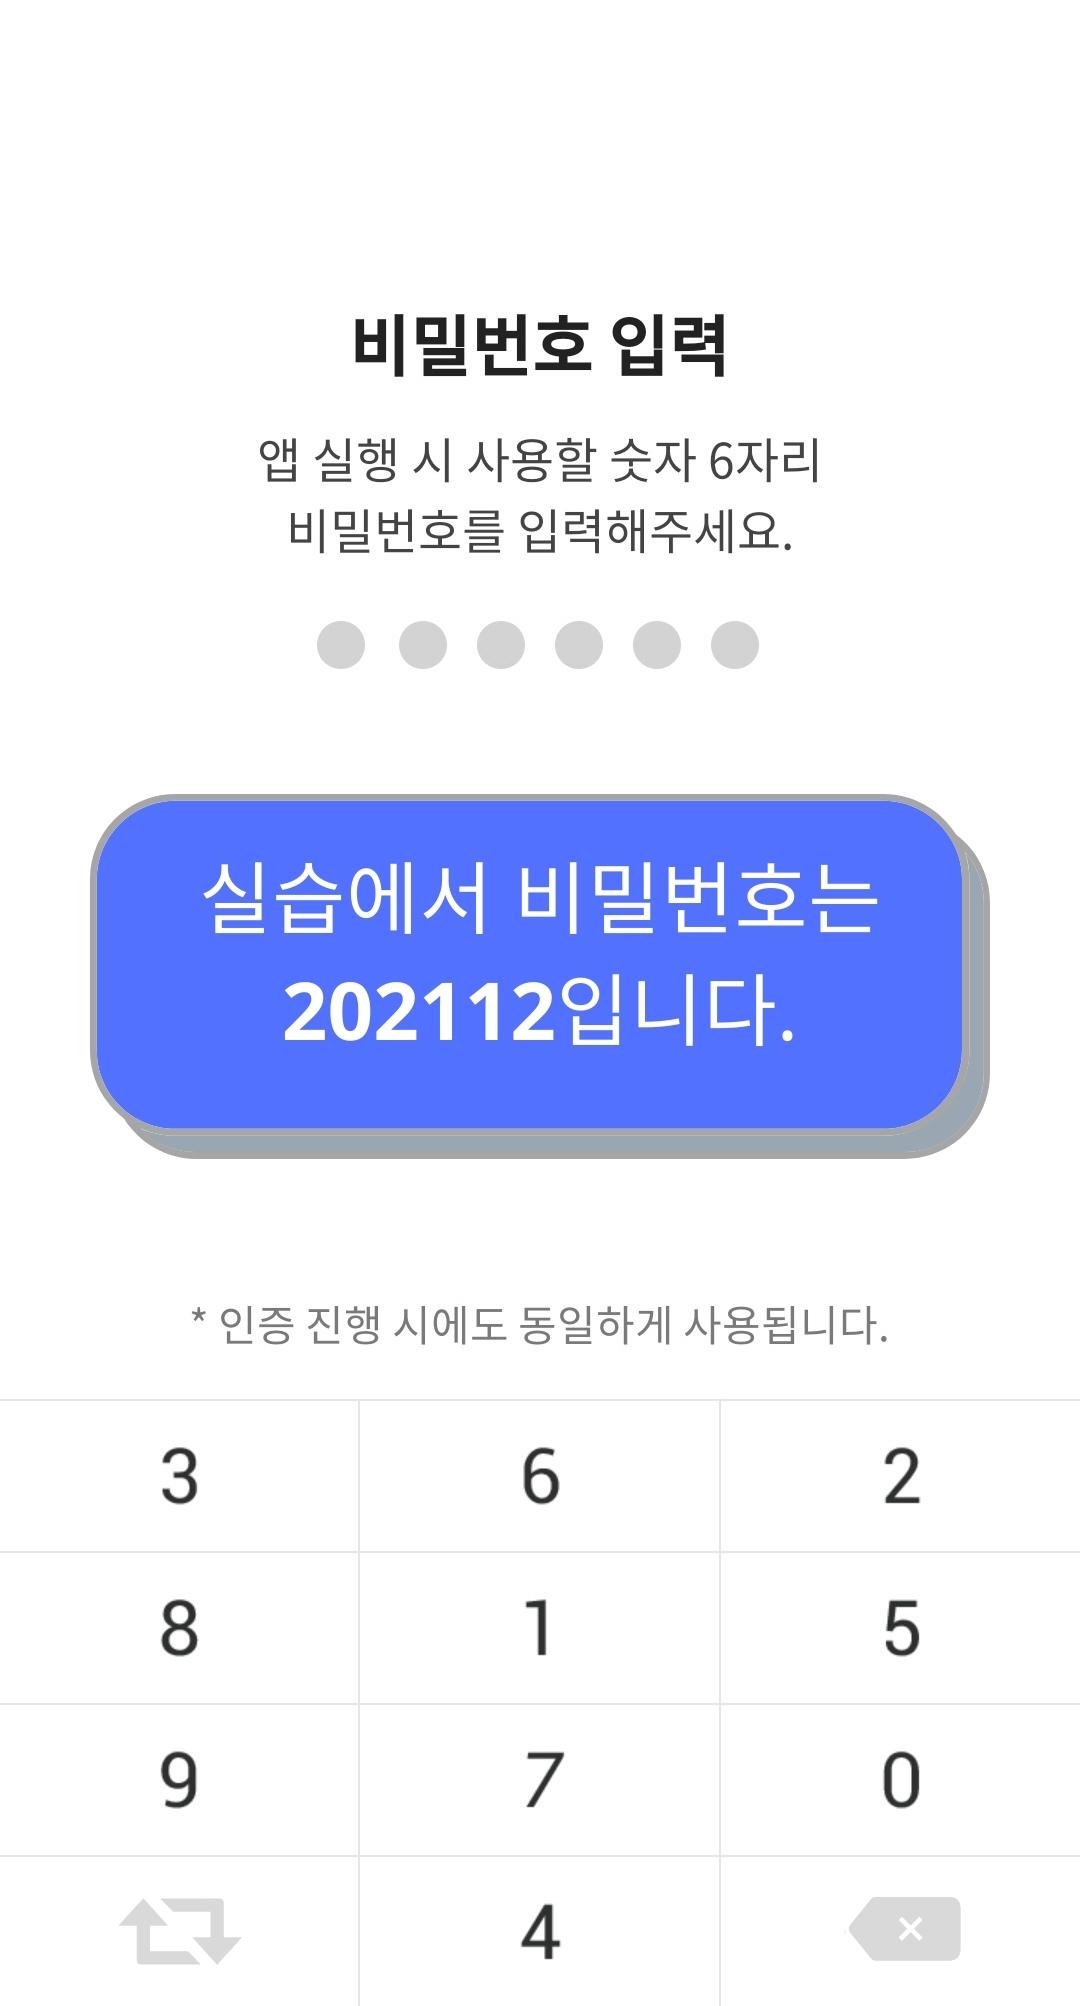 비밀번호 입력
앱 실행 시 사용할 숫자 6자리
비밀번호를 입력해주세요.
실습에서 비밀번호는
202112입니다.
* 인증 진행 시에도 동일하게 사용됩니다.
3 6 2
8 1 5
9 7 0
4